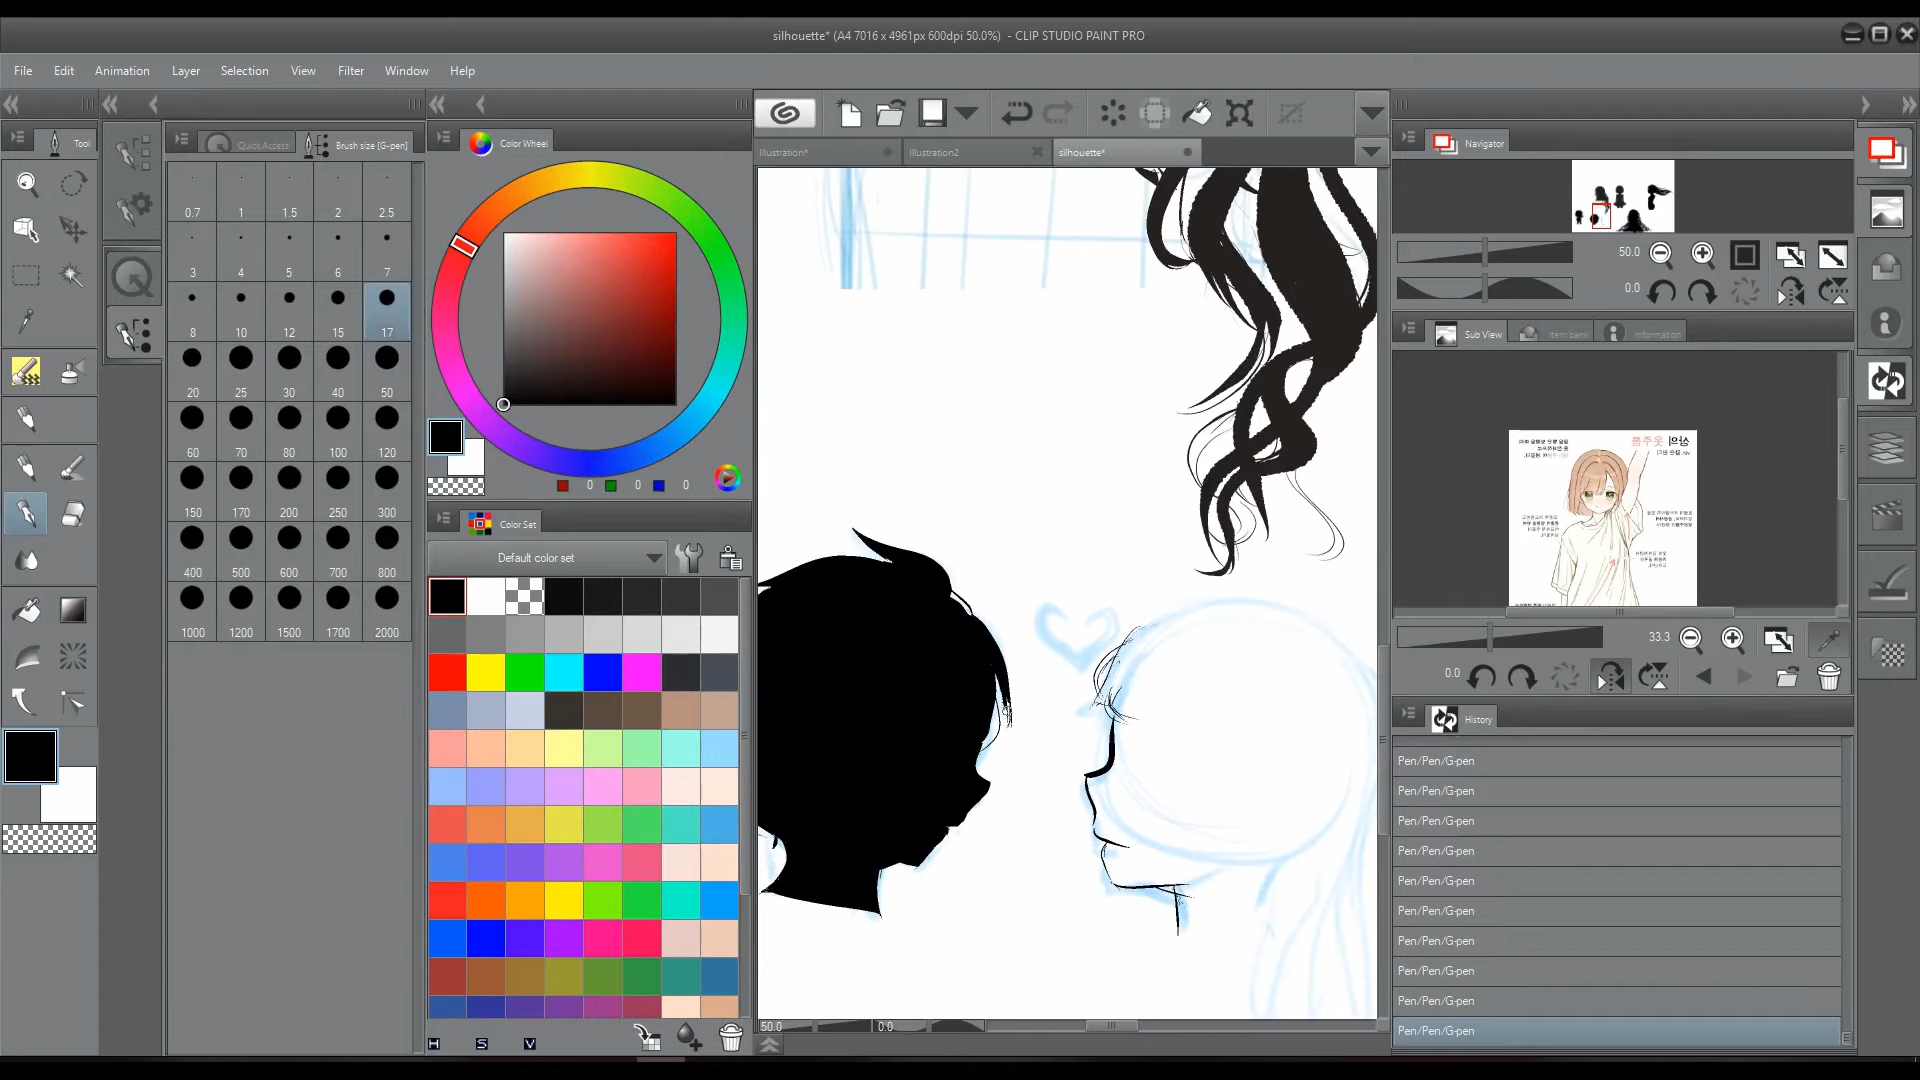 silhouette* (A4 7016 x 4961px 600dpi 50.0%) - CLIP STUDIO PAINT PRO
File Edit Animation Layer Selection View Filter Window Help
Tool
Quick Access
Brush size [G-pen]
Color Wheel
Illustration*
Illustration2
silhouette*
Navigator
0.7 1 1.5 2 2.5
3 4 5 6 7
8 10 12 15 17
20 25 30 40 50
60 70 80 100 120
150 170 200 250 300
400 500 600 700 800
1000 1200 1500 1700 2000
0 0 0
Color Set
Default color set
H S V
50.0
0.0
50.0
0.0
Sub View
Item bank
Information
33.3
0.0
History
Pen/Pen/G-pen
Pen/Pen/G-pen
Pen/Pen/G-pen
Pen/Pen/G-pen
Pen/Pen/G-pen
Pen/Pen/G-pen
Pen/Pen/G-pen
Pen/Pen/G-pen
Pen/Pen/G-pen
Pen/Pen/G-pen